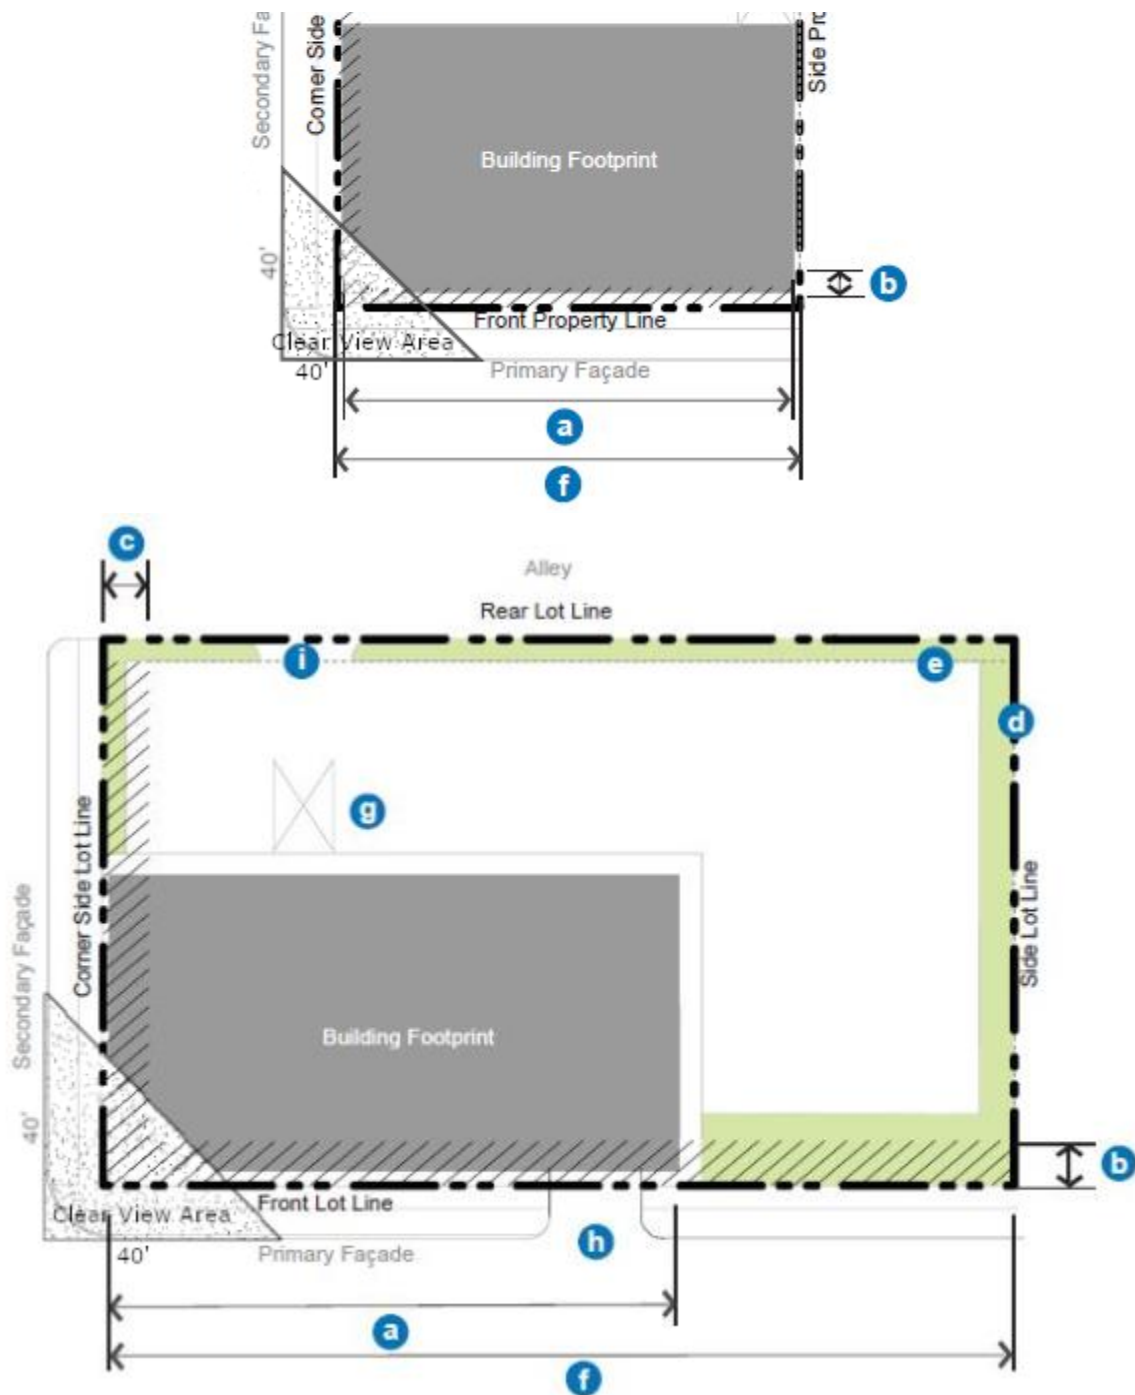 Secondary Fa
Corner Side
Side Pro
Building Footprint
40'
b
Front Property Line
Clear View Area
40'
Primary Façade
a
f
c
Alley
Rear Lot Line
i
e
d
g
Corner Side Lot Line
Secondary Façade
Side Lot Line
Building Footprint
40'
b
Front Lot Line
Clear View Area
h
40'
Primary Façade
a
f